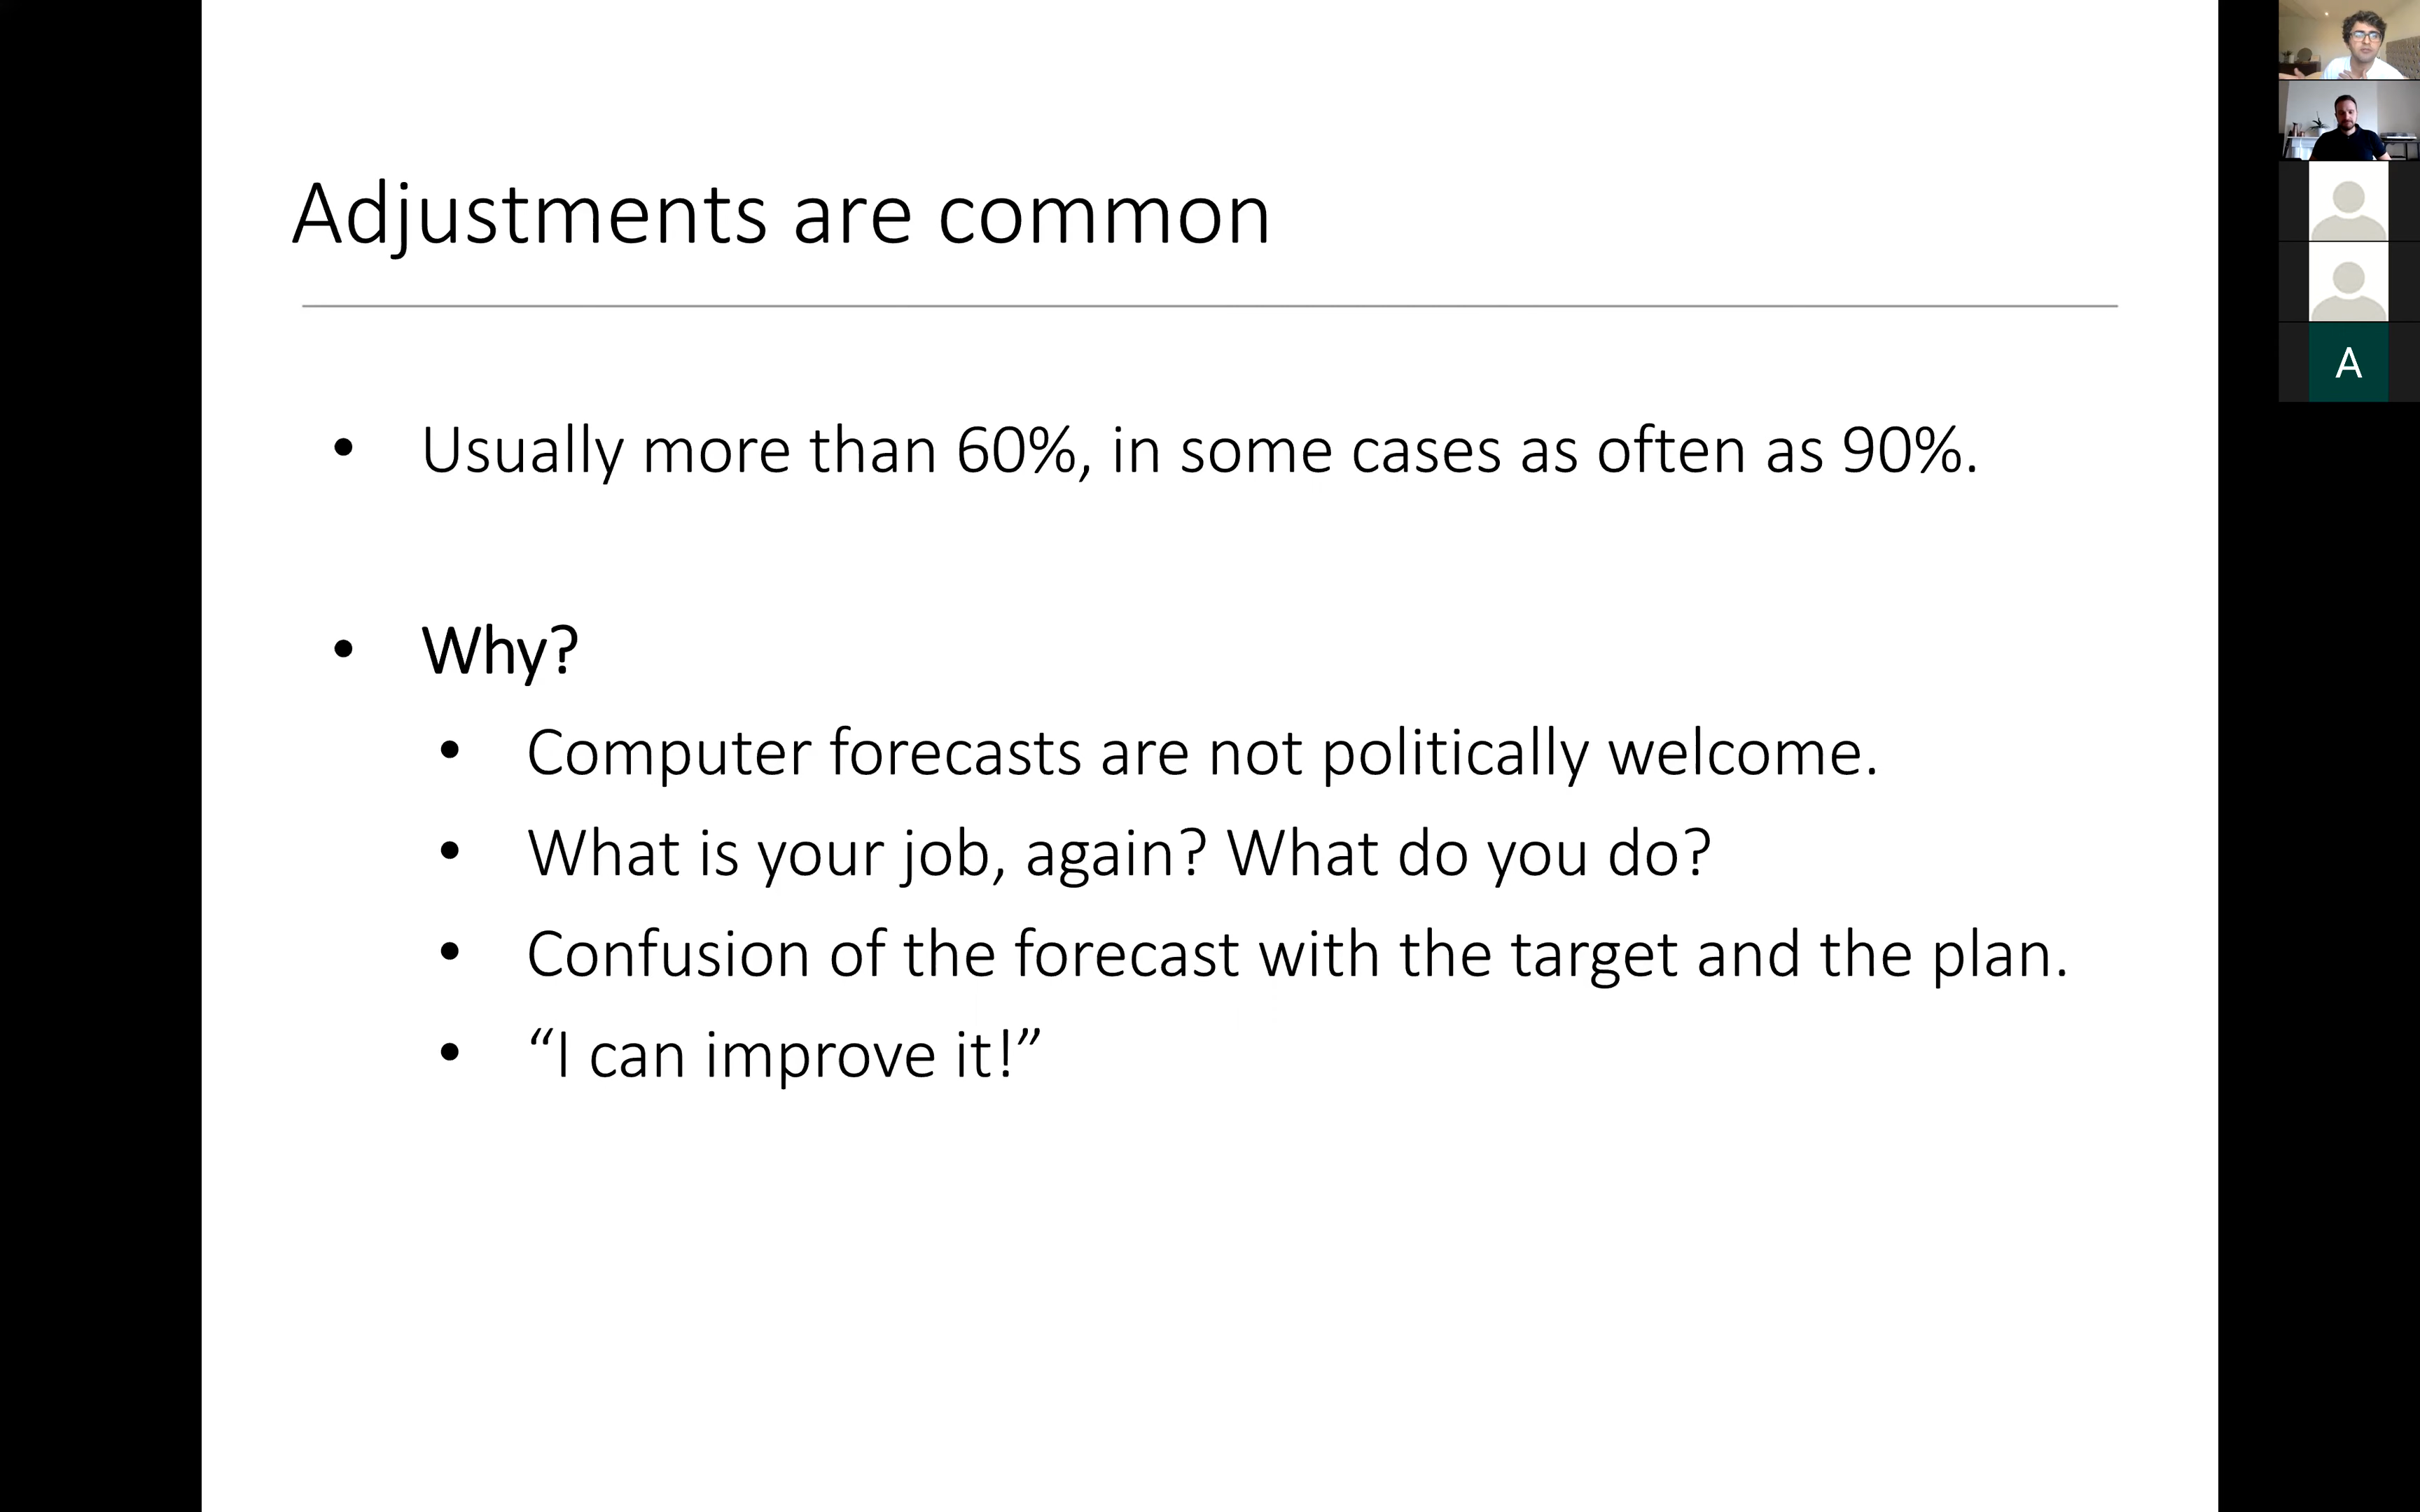 Adjustments are common
• Usually more than 60%, in some cases as often as 90%.
• Why?
• Computer forecasts are not politically welcome.
• What is your job, again? What do you do?
• Confusion of the forecast with the target and the plan.
• “I can improve it!”
A